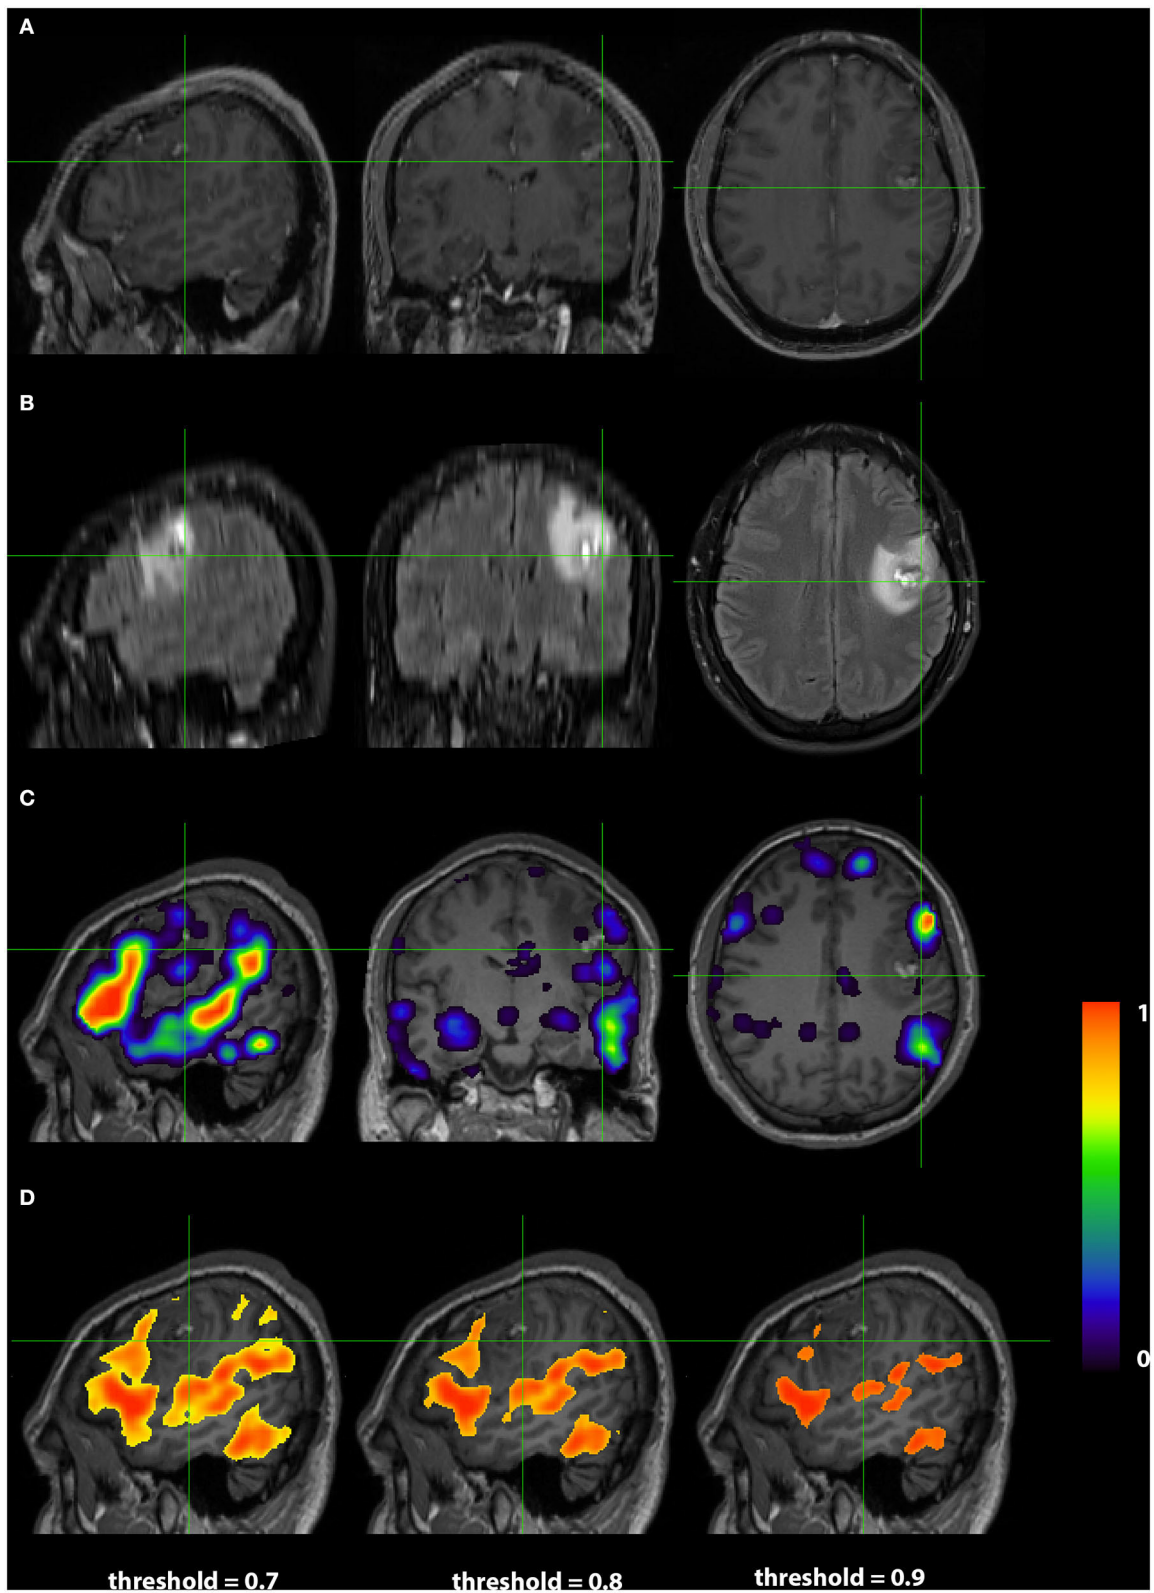 A
B
C
1
0
D
threshold = 0.7
threshold = 0.8
threshold = 0.9